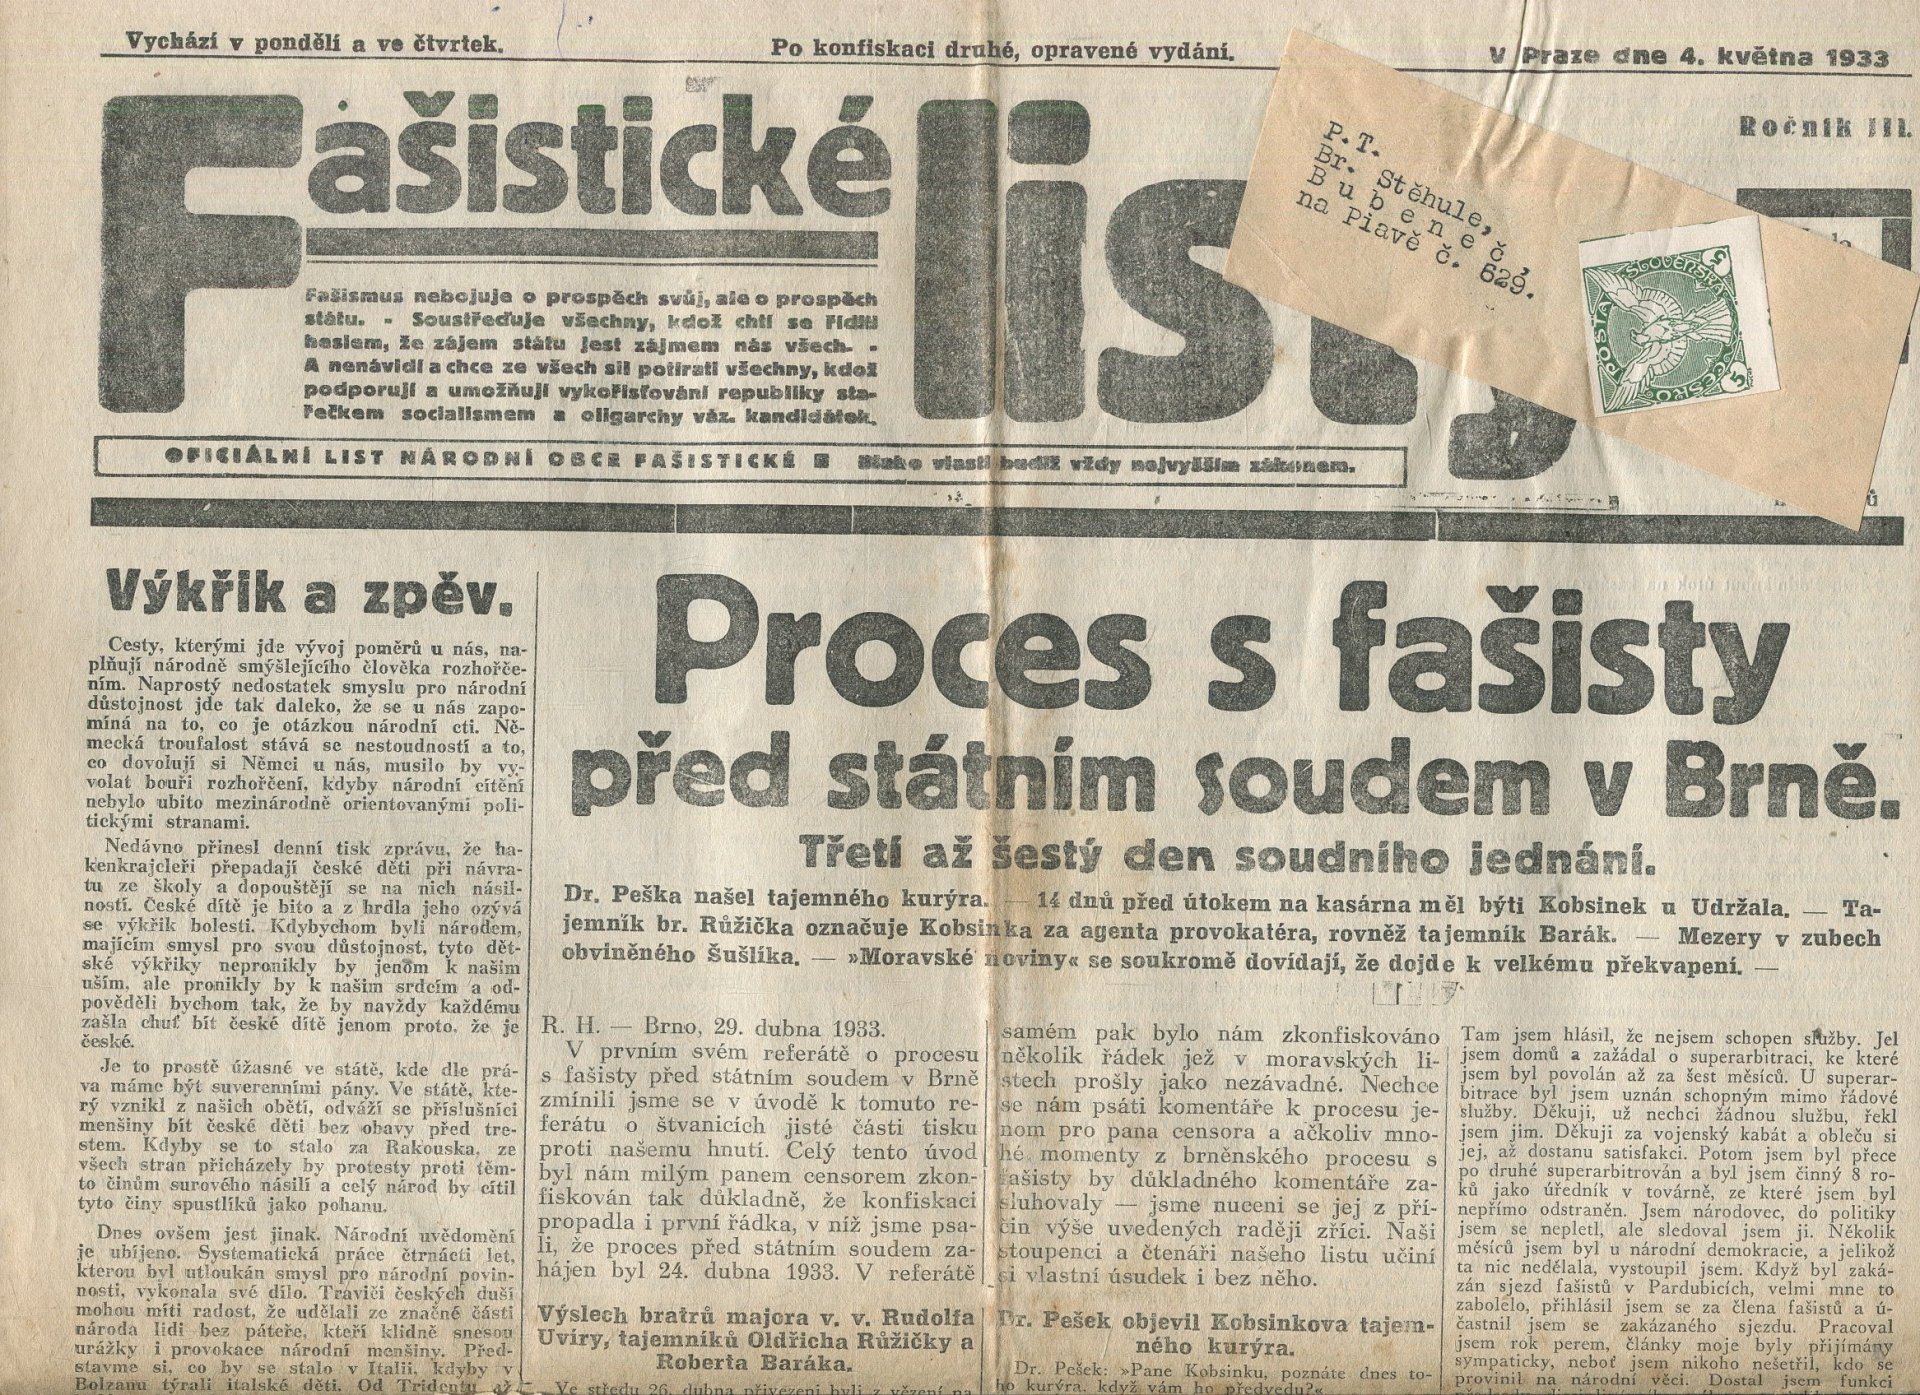 Vychází v pondělí a ve čtvrtek.
Po konfiskaci druhé, opravené vydání.
V Praze dne 4. května 1933
Ročník III.
Fašistické listy
Fašismus nebojuje o prospěch svůj, ale o prospěch
státu. - Soustřeďuje všechny, kdož chtí se říditi
heslem, že zájem státu jest zájmem nás všech. -
A nenávidí a chce ze všech sil potírati všechny, kdož
podporují a umožňují vykořisťování republiky sta-
řečkem socialismem a oligarchy váz. kandidátek.
OFICIÁLNÍ LIST NÁRODNÍ OBCE FAŠISTICKÉ
Blaho vlasti budiž vždy nejvyšším zákonem.
P.T.
Br. Stěhule,
Bubeneč,
na Piavě č. 629.
POŠTA
SLOVENSKÁ
ČESKO
5
5
Výkřik a zpěv.
Cesty, kterými jde vývoj poměrů u nás, na-
plňují národně smýšlejícího člověka rozhořče-
ním. Naprostý nedostatek smyslu pro národní
důstojnost jde tak daleko, že se u nás zapo-
míná na to, co je otázkou národní cti. Ně-
mecká troufalost stává se nestoudností a to,
co dovolují si Němci u nás, musilo by vy-
volat bouři rozhořčení, kdyby národní cítění
nebylo ubito mezinárodně orientovanými poli-
tickými stranami.
Nedávno přinesl denní tisk zprávu, že ha-
kenkrajcleři přepadají české děti při návra-
tu ze školy a dopouštějí se na nich násil-
ností. České dítě je bito a z hrdla jeho ozývá
se výkřik bolesti. Kdybychom byli národem,
majícím smysl pro svou důstojnost, tyto dět-
ské výkřiky nepronikly by jenom k našim
uším, ale pronikly by k našim srdcím a od-
pověděli bychom tak, že by navždy každému
zašla chuť bít české dítě jenom proto, že je
české.
Je to prostě úžasné ve státě, kde dle prá-
va máme být suverenními pány. Ve státě, kte-
rý vznikl z našich obětí, odváží se příslušníci
menšiny bít české děti bez obavy před tre-
stem. Kdyby se to stalo za Rakouska, ze
všech stran přicházely by protesty proti těm-
to činům surového násilí a celý národ by cítil
tyto činy spustlíků jako pohanu.
Dnes ovšem jest jinak. Národní uvědomění
je ubíjeno. Systematická práce čtrnácti let,
kterou byl utloukán smysl pro národní povin-
nosti, vykonala své dílo. Traviči českých duší
mohou míti radost, že udělali ze značné části
národa lidi bez páteře, kteří klidně snesou
urážky i provokace národní menšiny. Před-
stavme si, co by se stalo v Italii, kdyby v
Bolzanu týrali italské děti. Od Tridentu až
Proces s fašisty
před státním soudem v Brně.
Třetí až šestý den soudního jednání.
Dr. Peška našel tajemného kurýra. — 14 dnů před útokem na kasárna měl býti Kobsinek u Udržala. — Ta-
jemník br. Růžička označuje Kobsinka za agenta provokatéra, rovněž tajemník Barák. — Mezery v zubech
obviněného Šušlíka. — »Moravské noviny« se soukromě dovídají, že dojde k velkému překvapení. —
R. H. — Brno, 29. dubna 1933.
V prvním svém referátě o procesu
s fašisty před státním soudem v Brně
zmínili jsme se v úvodě k tomuto re-
ferátu o štvanicích jisté části tisku
proti našemu hnutí. Celý tento úvod
byl nám milým panem censorem zkon-
fiskován tak důkladně, že konfiskaci
propadla i první řádka, v níž jsme psa-
li, že proces před státním soudem za-
hájen byl 24. dubna 1933. V referátě
Výslech bratrů majora v. v. Rudolfa
Uvíry, tajemníků Oldřicha Růžičky a
Roberta Baráka.
Ve středu 26. dubna přivezeni byli z vězení na
samém pak bylo nám zkonfiskováno
několik řádek jež v moravských li-
stech prošly jako nezávadné. Nechce
se nám psáti komentáře k procesu je-
nom pro pana censora a ačkoliv mno-
hé momenty z brněnského procesu s
fašisty by důkladného komentáře za-
sluhovaly — jsme nuceni se jej z pří-
čin výše uvedených raději zříci. Naši
stoupenci a čtenáři našeho listu učiní
si vlastní úsudek i bez něho.
Dr. Pešek objevil Kobsinkova tajem-
ného kurýra.
Dr. Pešek: »Pane Kobsinku, poznáte dnes to-
ho kurýra, když vám ho předvedu?«
Tam jsem hlásil, že nejsem schopen služby. Jel
jsem domů a zažádal o superarbitraci, ke které
jsem byl povolán až za šest měsíců. U superar-
bitrace byl jsem uznán schopným mimo řádové
služby. Děkuji, už nechci žádnou službu, řekl
jsem jim. Děkuji za vojenský kabát a obleču si
jej, až dostanu satisfakci. Potom jsem byl přece
po druhé superarbitrován a byl jsem činný 8 ro-
ků jako úředník v továrně, ze které jsem byl
nepřímo odstraněn. Jsem národovec, do politiky
jsem se nepletl, ale sledoval jsem ji. Několik
měsíců jsem byl u národní demokracie, a jelikož
ta nic nedělala, vystoupil jsem. Když byl zaká-
zán sjezd fašistů v Pardubicích, velmi mne to
zabolelo, přihlásil jsem se za člena fašistů a ú-
častnil jsem se zakázaného sjezdu. Pracoval
jsem rok perem, články moje byly přijímány
sympaticky, neboť jsem nikoho nešetřil, kdo se
provinil na národní věci. Dostal jsem funkci